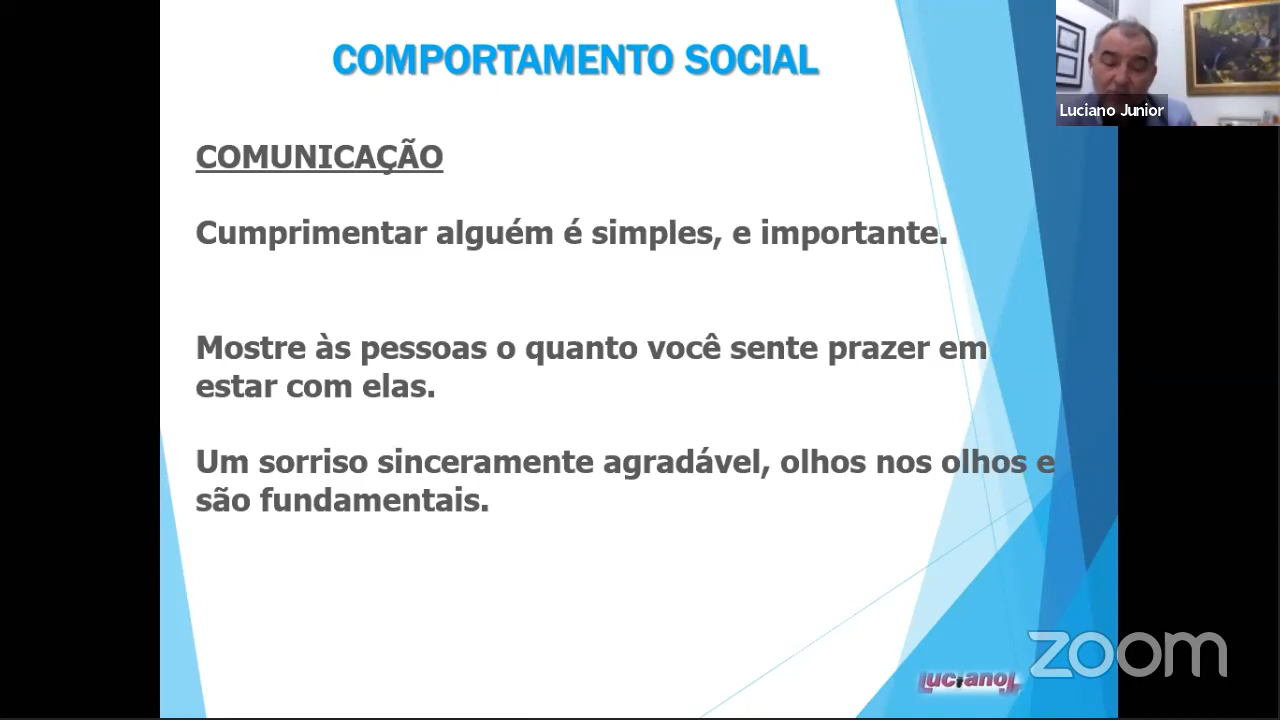 COMPORTAMENTO SOCIAL
Luciano Junior
COMUNICAÇÃO
Cumprimentar alguém é simples, e importante.
Mostre às pessoas o quanto você sente prazer em
estar com elas.
Um sorriso sinceramente agradável, olhos nos olhos e
são fundamentais.
zoom
LucianoJr